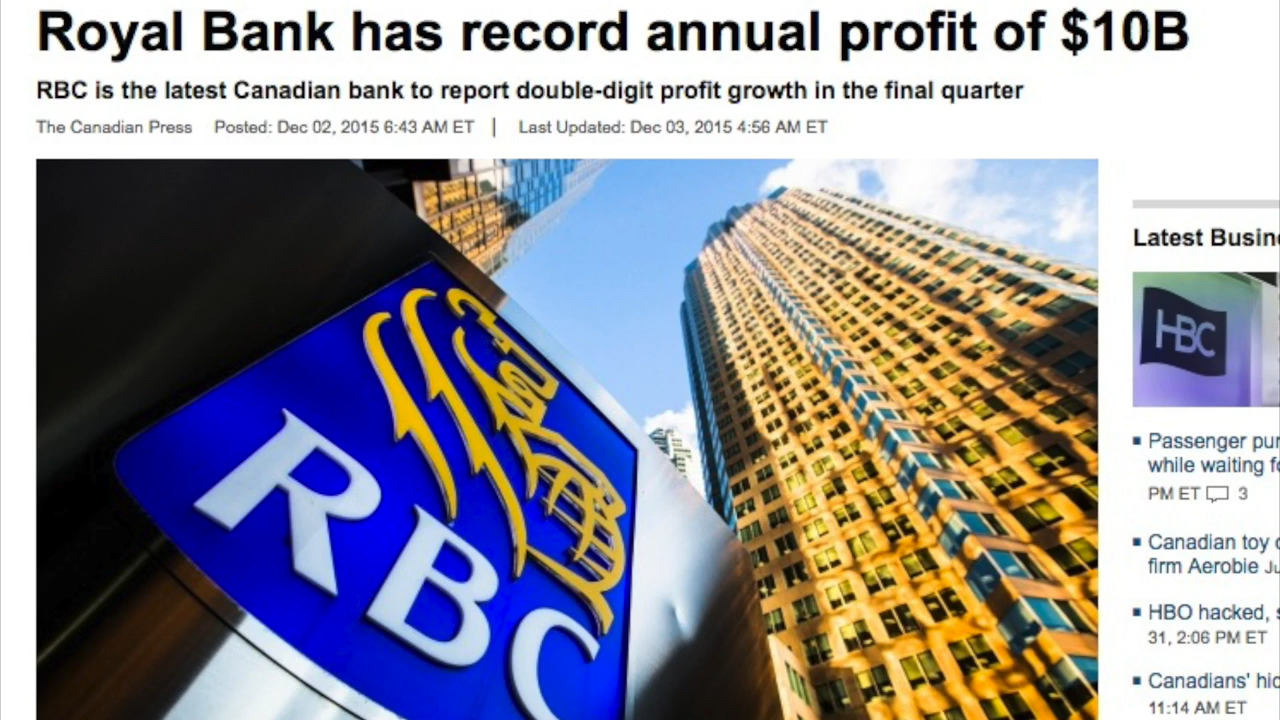 Royal Bank has record annual profit of $10B
RBC is the latest Canadian bank to report double-digit profit growth in the final quarter
The Canadian Press Posted: Dec 02, 2015 6:43 AM ET | Last Updated: Dec 03, 2015 4:56 AM ET
RBC
Latest Busin
HBC
Passenger
while waiting
PM ET 3
Canadian toy
firm Aerobie
HBO hacked,
31, 2:06 PM ET
Canadians'
11:14 AM ET